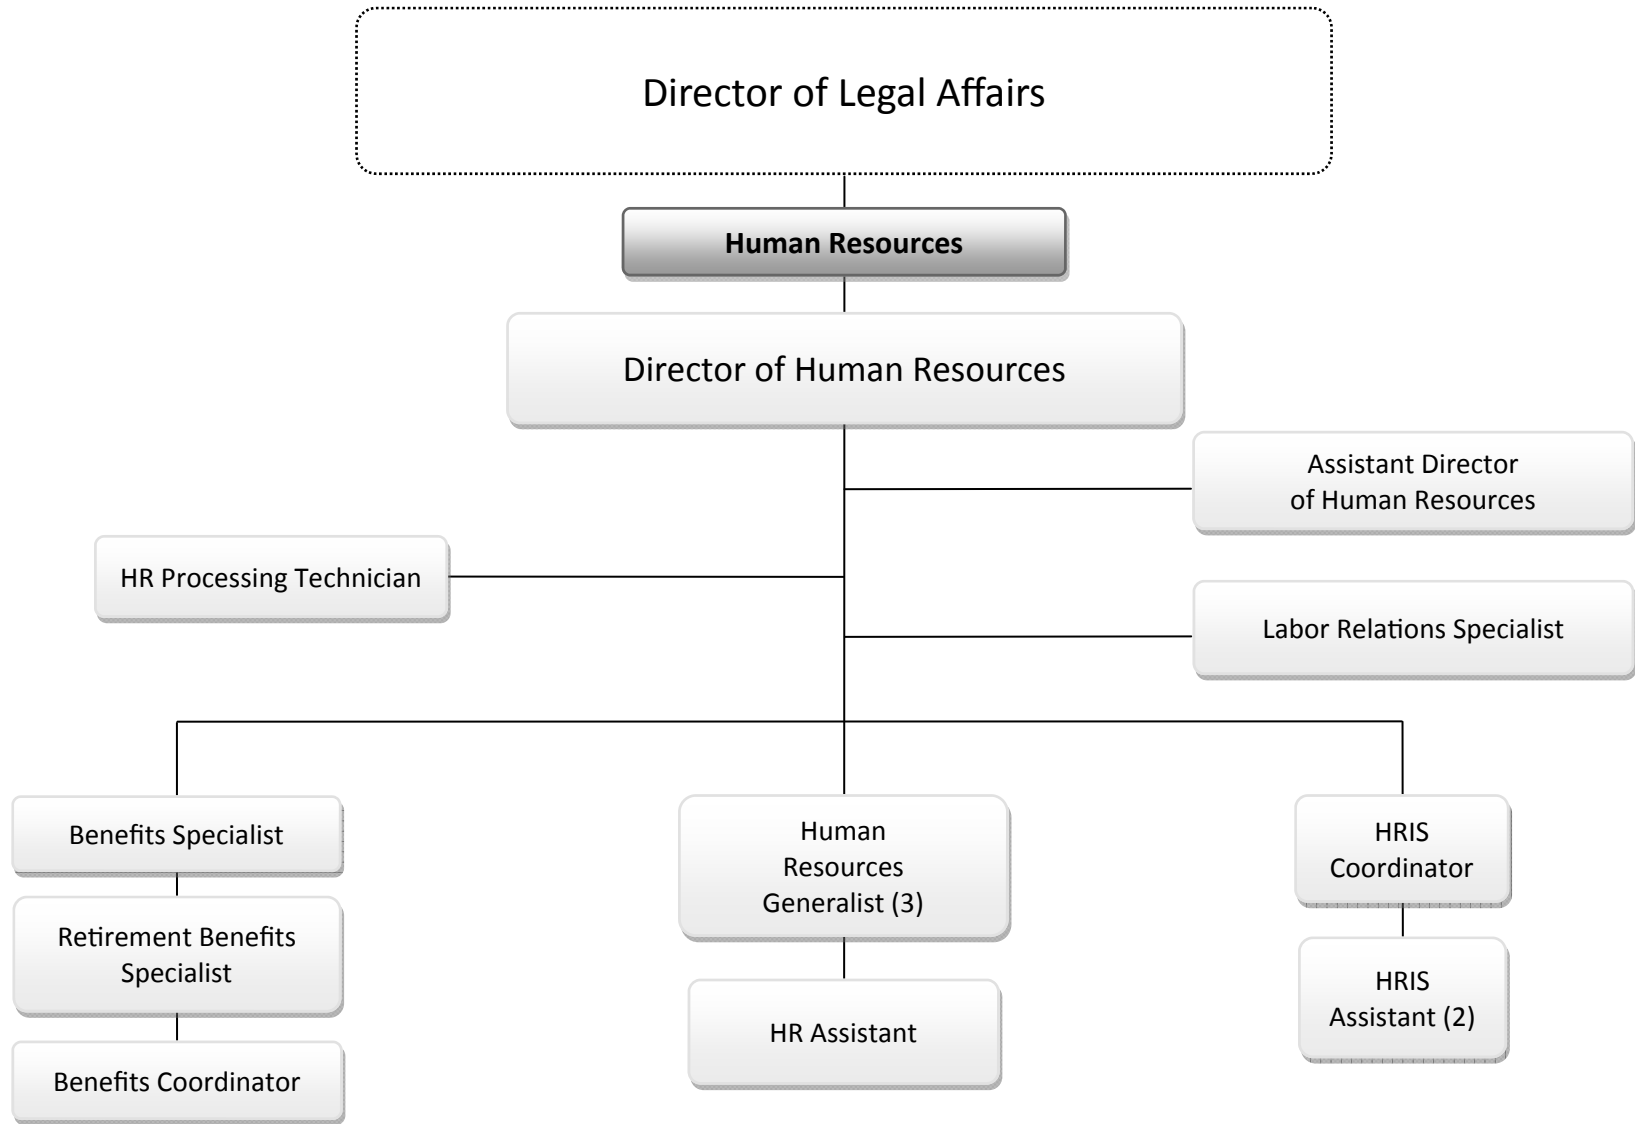 Director of Legal Affairs
Human Resources
Director of Human Resources
Assistant Director
of Human Resources
HR Processing Technician
Labor Relations Specialist
Benefits Specialist
Retirement Benefits
Specialist
Benefits Coordinator
Human
Resources
Generalist (3)
HR Assistant
HRIS
Coordinator
HRIS
Assistant (2)